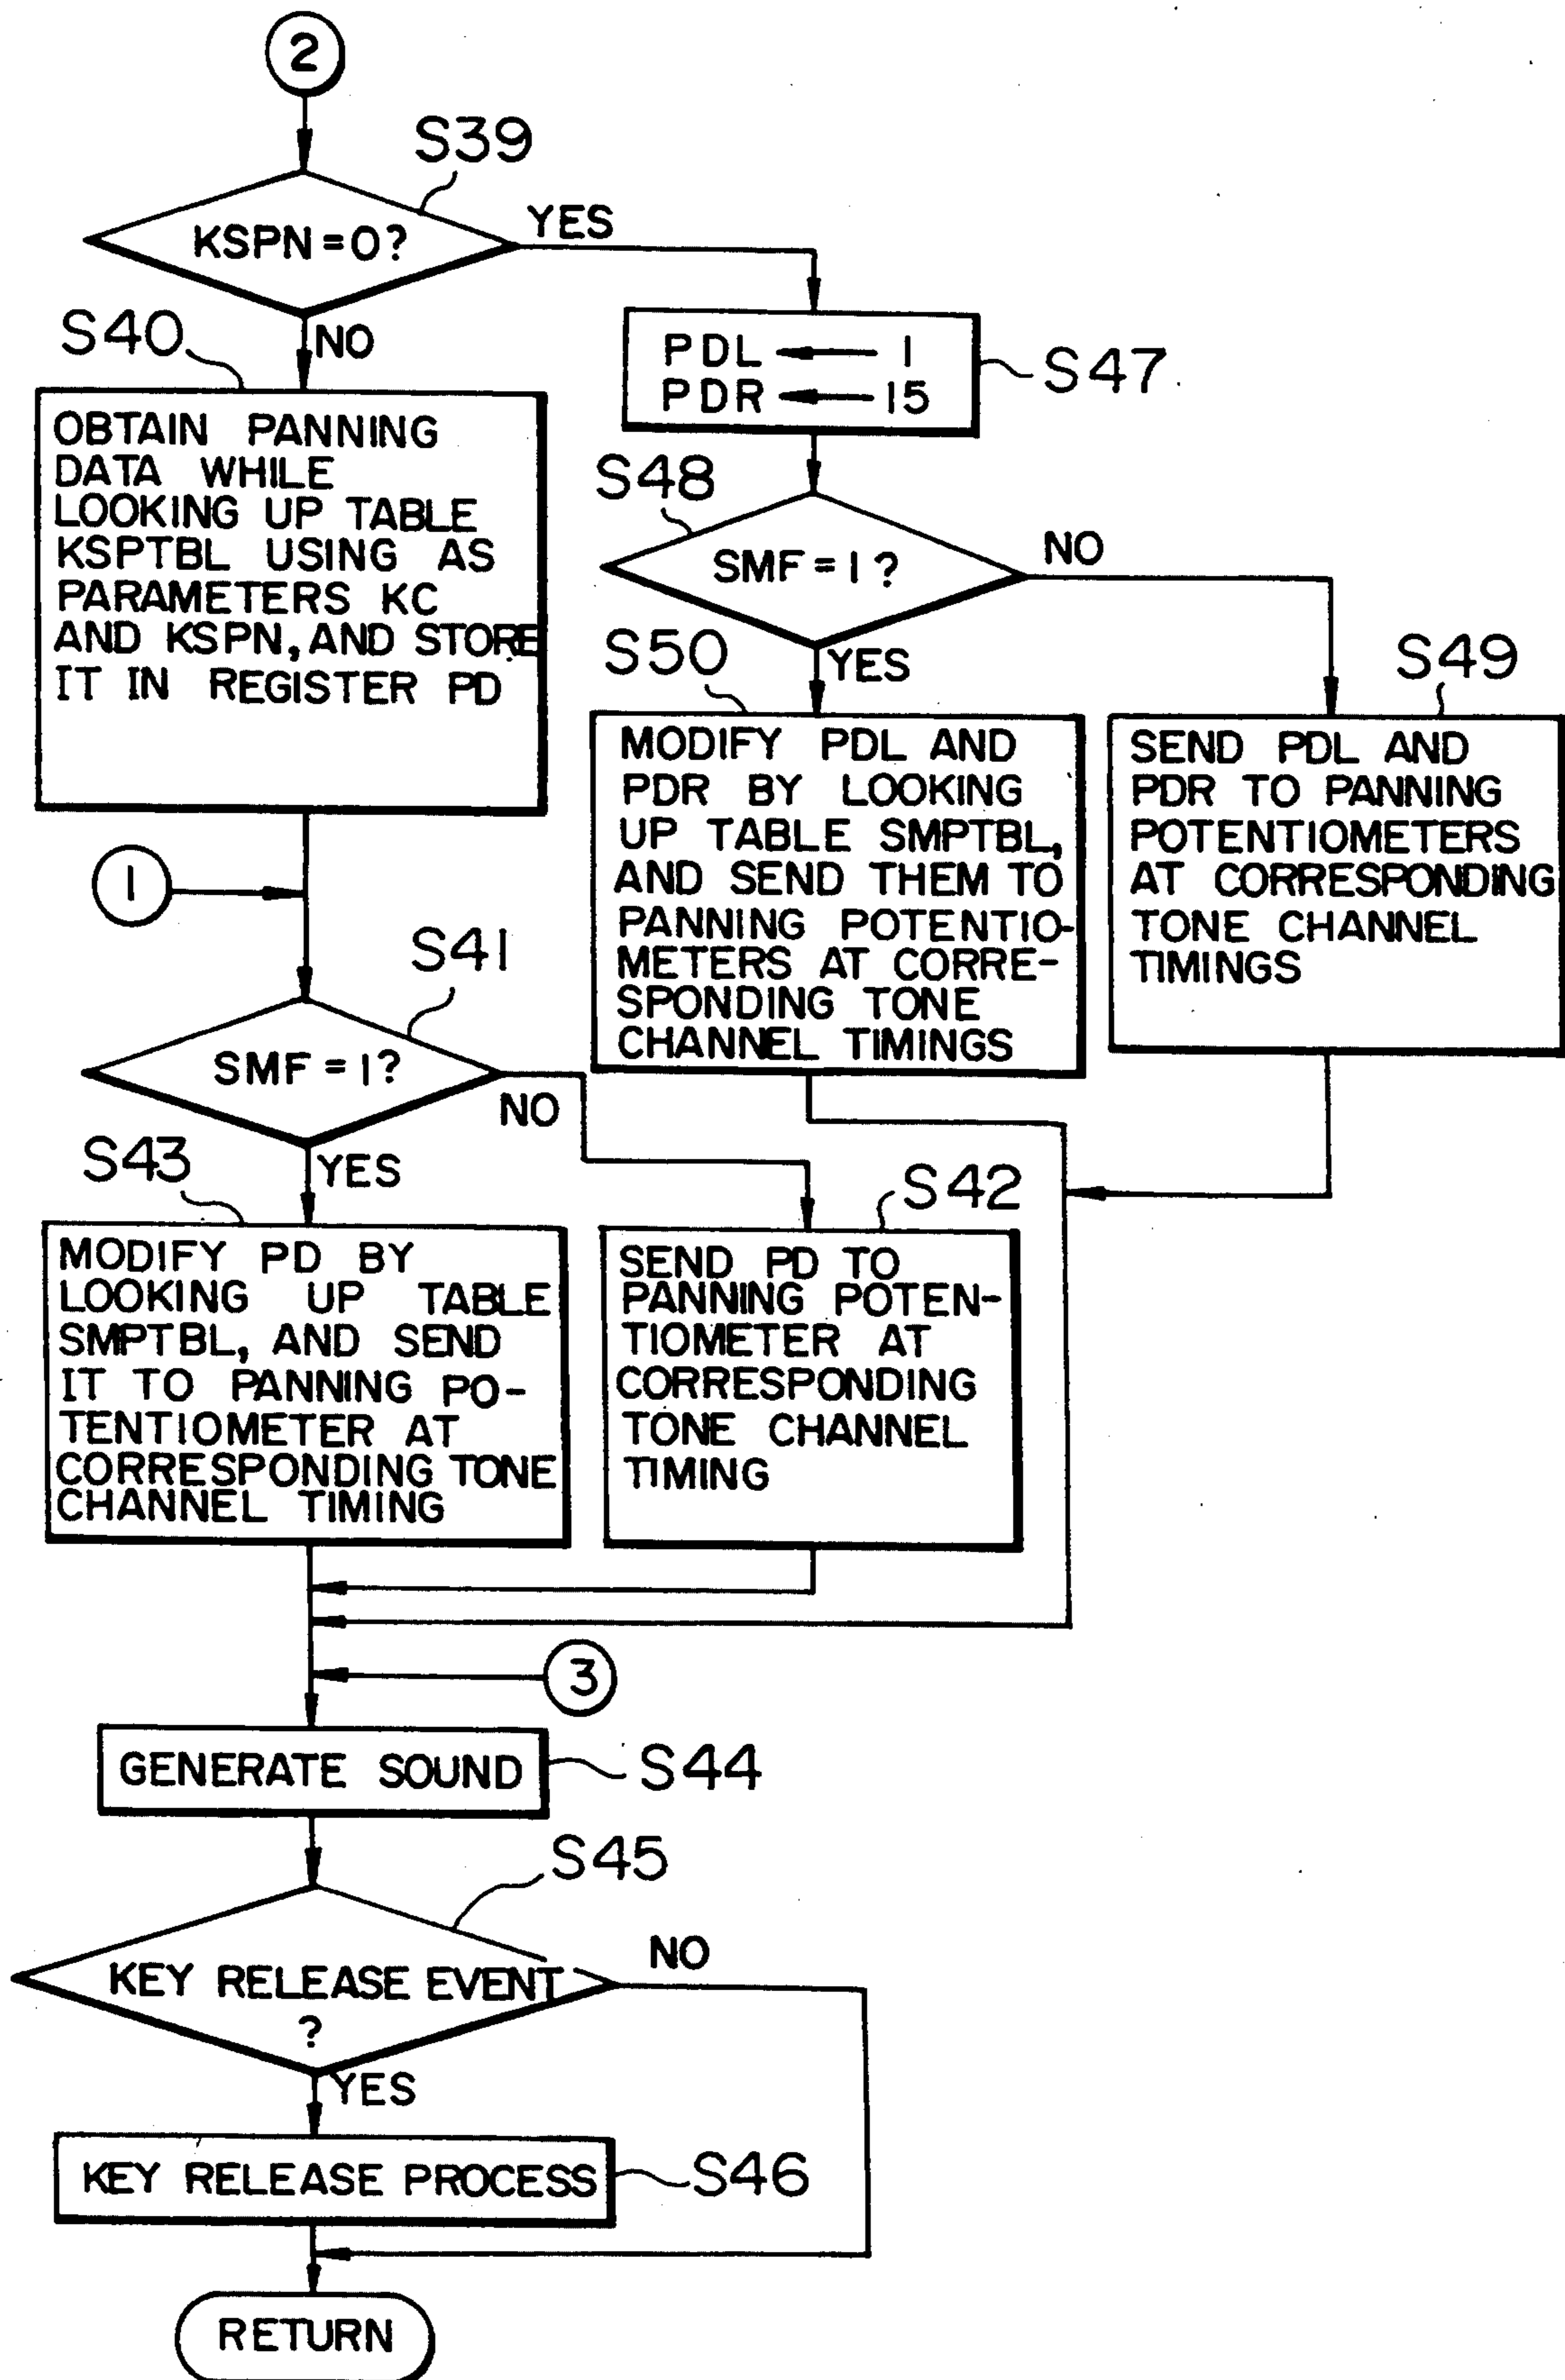 2
S39
KSPN=0?
YES
NO
S40
OBTAIN PANNING
DATA WHILE
LOOKING UP TABLE
KSPTBL USING AS
PARAMETERS KC
AND KSPN, AND STORE
IT IN REGISTER PD
PDL ← 1
PDR ← 15
S47
S48
SMF=1?
NO
YES
S50
MODIFY PDL AND
PDR BY LOOKING
UP TABLE SMPTBL,
AND SEND THEM TO
PANNING POTENTIO-
METERS AT CORRE-
SPONDING TONE
CHANNEL TIMINGS
S49
SEND PDL AND
PDR TO PANNING
POTENTIOMETERS
AT CORRESPONDING
TONE CHANNEL
TIMINGS
1
S41
SMF=1?
NO
YES
S43
MODIFY PD BY
LOOKING UP TABLE
SMPTBL, AND SEND
IT TO PANNING PO-
TENTIOMETER AT
CORRESPONDING TONE
CHANNEL TIMING
S42
SEND PD TO
PANNING POTEN-
TIOMETER AT
CORRESPONDING
TONE CHANNEL
TIMING
3
GENERATE SOUND
S44
S45
KEY RELEASE EVENT
?
NO
YES
KEY RELEASE PROCESS
S46
RETURN